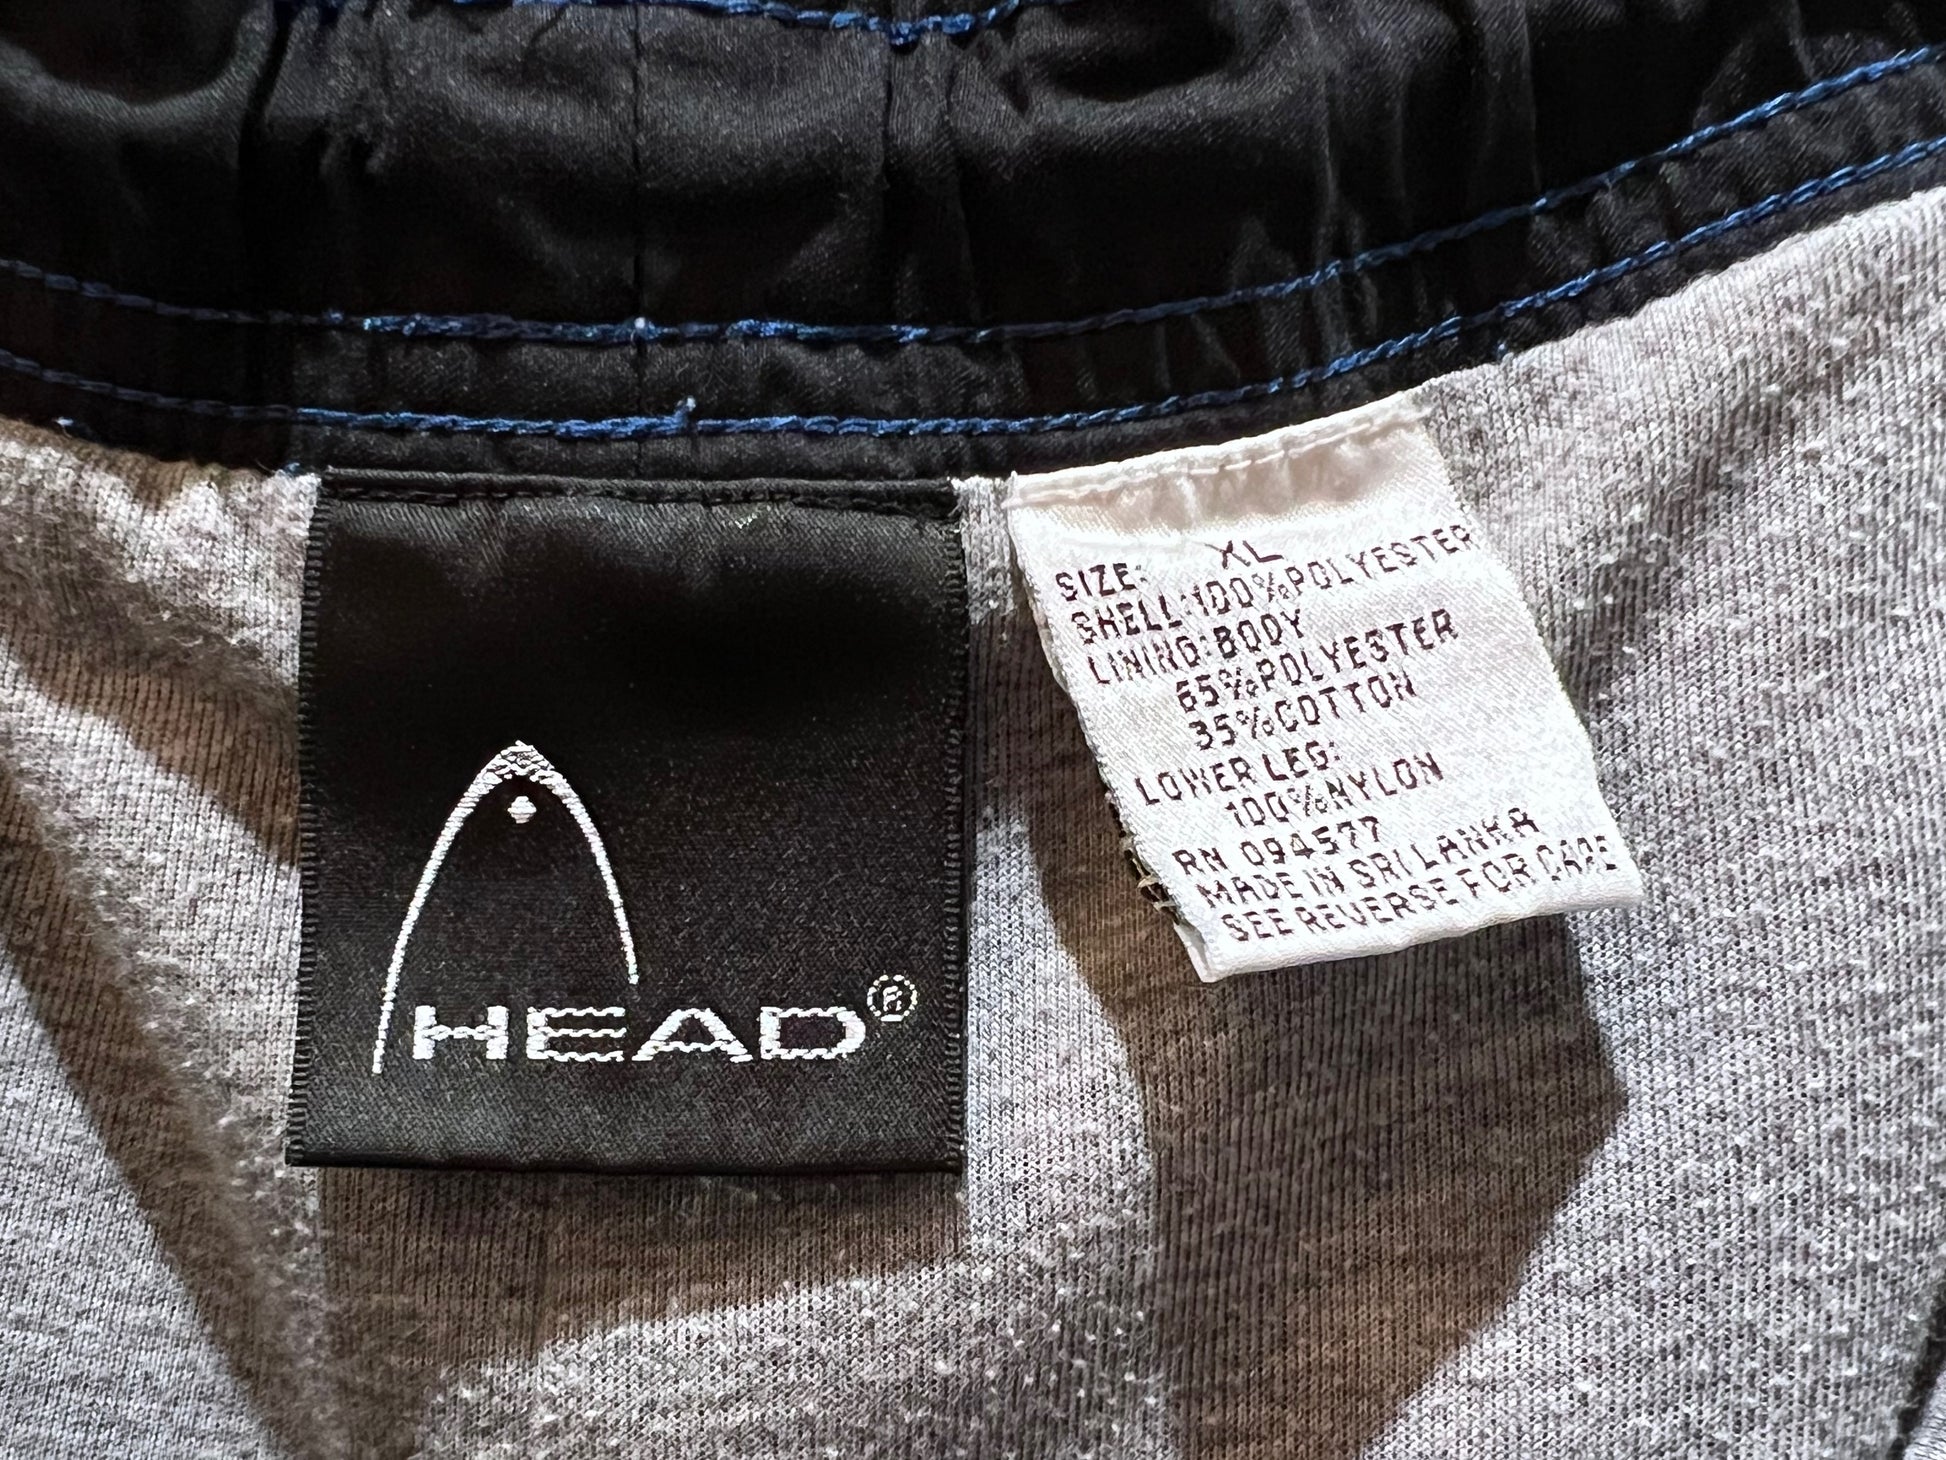 HEAD®
SIZE: XL
SHELL:100%POLYESTER
LINING:BODY
65%POLYESTER
35%COTTON
LOWER LEG:
100%NYLON
RN 094577
MADE IN SRI LANKA
SEE REVERSE FOR CARE